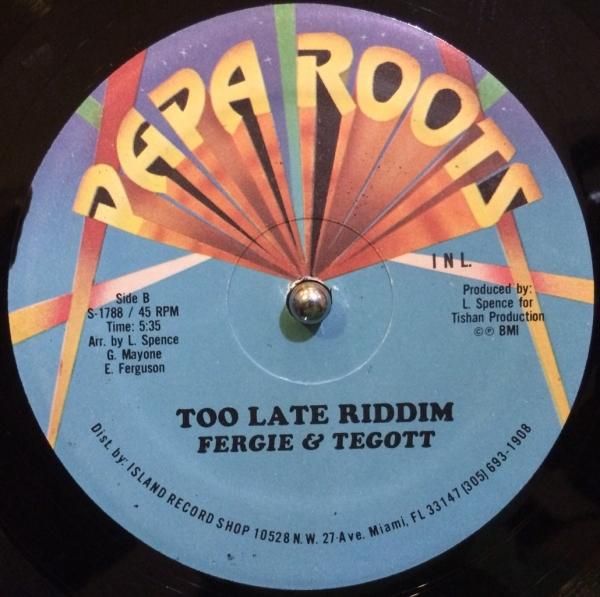 PAPA ROOTS
I N L.
Side B
S-1788 / 45 RPM
Time: 5:35
Arr. by L. Spence
G. Mayone
E. Ferguson
Produced by:
L. Spence for
Tishan Production
©℗ BMI
TOO LATE RIDDIM
FERGIE & TEGOTT
Dist. by: ISLAND RECORD SHOP 10528 N.W. 27 Ave. Miami, FL 33147 (305) 693-1908